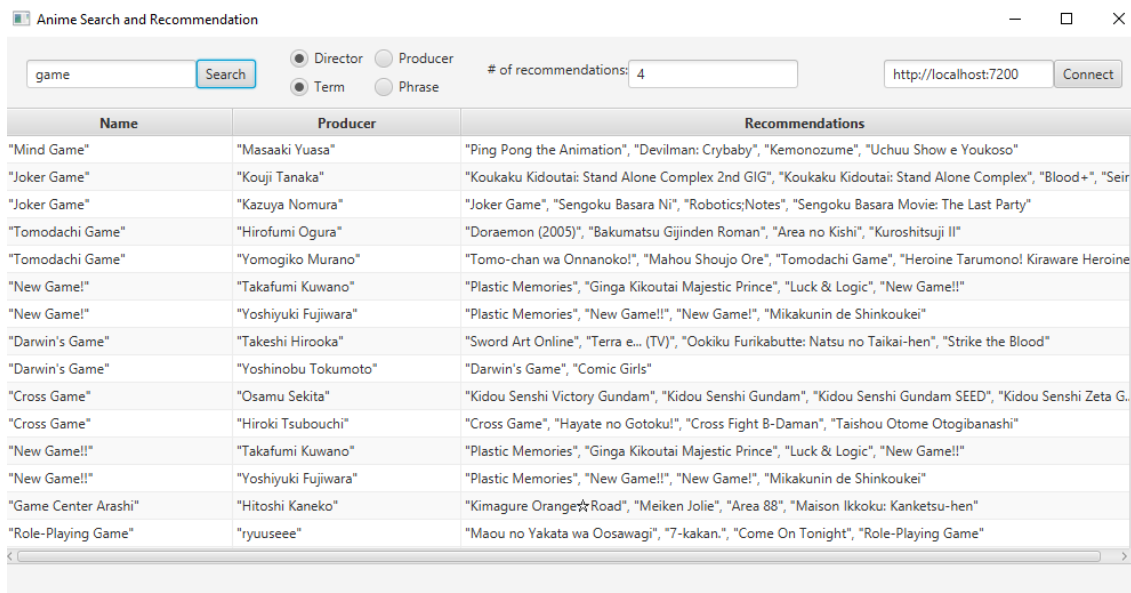 Anime Search and Recommendation
game Search Director Producer # of recommendations: 4 http://localhost:7200 Connect
Term Phrase
Name Producer Recommendations
"Mind Game" "Masaaki Yuasa" "Ping Pong the Animation", "Devilman: Crybaby", "Kemonozume", "Uchuu Show e Youkoso"
"Joker Game" "Kouji Tanaka" "Koukaku Kidoutai: Stand Alone Complex 2nd GIG", "Koukaku Kidoutai: Stand Alone Complex", "Blood+", "Seir
"Joker Game" "Kazuya Nomura" "Joker Game", "Sengoku Basara Ni", "Robotics;Notes", "Sengoku Basara Movie: The Last Party"
"Tomodachi Game" "Hirofumi Ogura" "Doraemon (2005)", "Bakumatsu Gijinden Roman", "Area no Kishi", "Kuroshitsuji II"
"Tomodachi Game" "Yomogiko Murano" "Tomo-chan wa Onnanoko!", "Mahou Shoujo Ore", "Tomodachi Game", "Heroine Tarumono! Kiraware Heroine
"New Game!" "Takafumi Kuwano" "Plastic Memories", "Ginga Kikoutai Majestic Prince", "Luck & Logic", "New Game!!"
"New Game!" "Yoshiyuki Fujiwara" "Plastic Memories", "New Game!!", "New Game!", "Mikakunin de Shinkoukei"
"Darwin's Game" "Takeshi Hirooka" "Sword Art Online", "Terra e... (TV)", "Ookiku Furikabutte: Natsu no Taikai-hen", "Strike the Blood"
"Darwin's Game" "Yoshinobu Tokumoto" "Darwin's Game", "Comic Girls"
"Cross Game" "Osamu Sekita" "Kidou Senshi Victory Gundam", "Kidou Senshi Gundam", "Kidou Senshi Gundam SEED", "Kidou Senshi Zeta G...
"Cross Game" "Hiroki Tsubouchi" "Cross Game", "Hayate no Gotoku!", "Cross Fight B-Daman", "Taishou Otome Otogibanashi"
"New Game!!" "Takafumi Kuwano" "Plastic Memories", "Ginga Kikoutai Majestic Prince", "Luck & Logic", "New Game!!"
"New Game!!" "Yoshiyuki Fujiwara" "Plastic Memories", "New Game!!", "New Game!", "Mikakunin de Shinkoukei"
"Game Center Arashi" "Hitoshi Kaneko" "Kimagure Orange☆Road", "Meiken Jolie", "Area 88", "Maison Ikkoku: Kanketsu-hen"
"Role-Playing Game" "ryuuseee" "Maou no Yakata wa Oosawagi", "7-kakan.", "Come On Tonight", "Role-Playing Game"